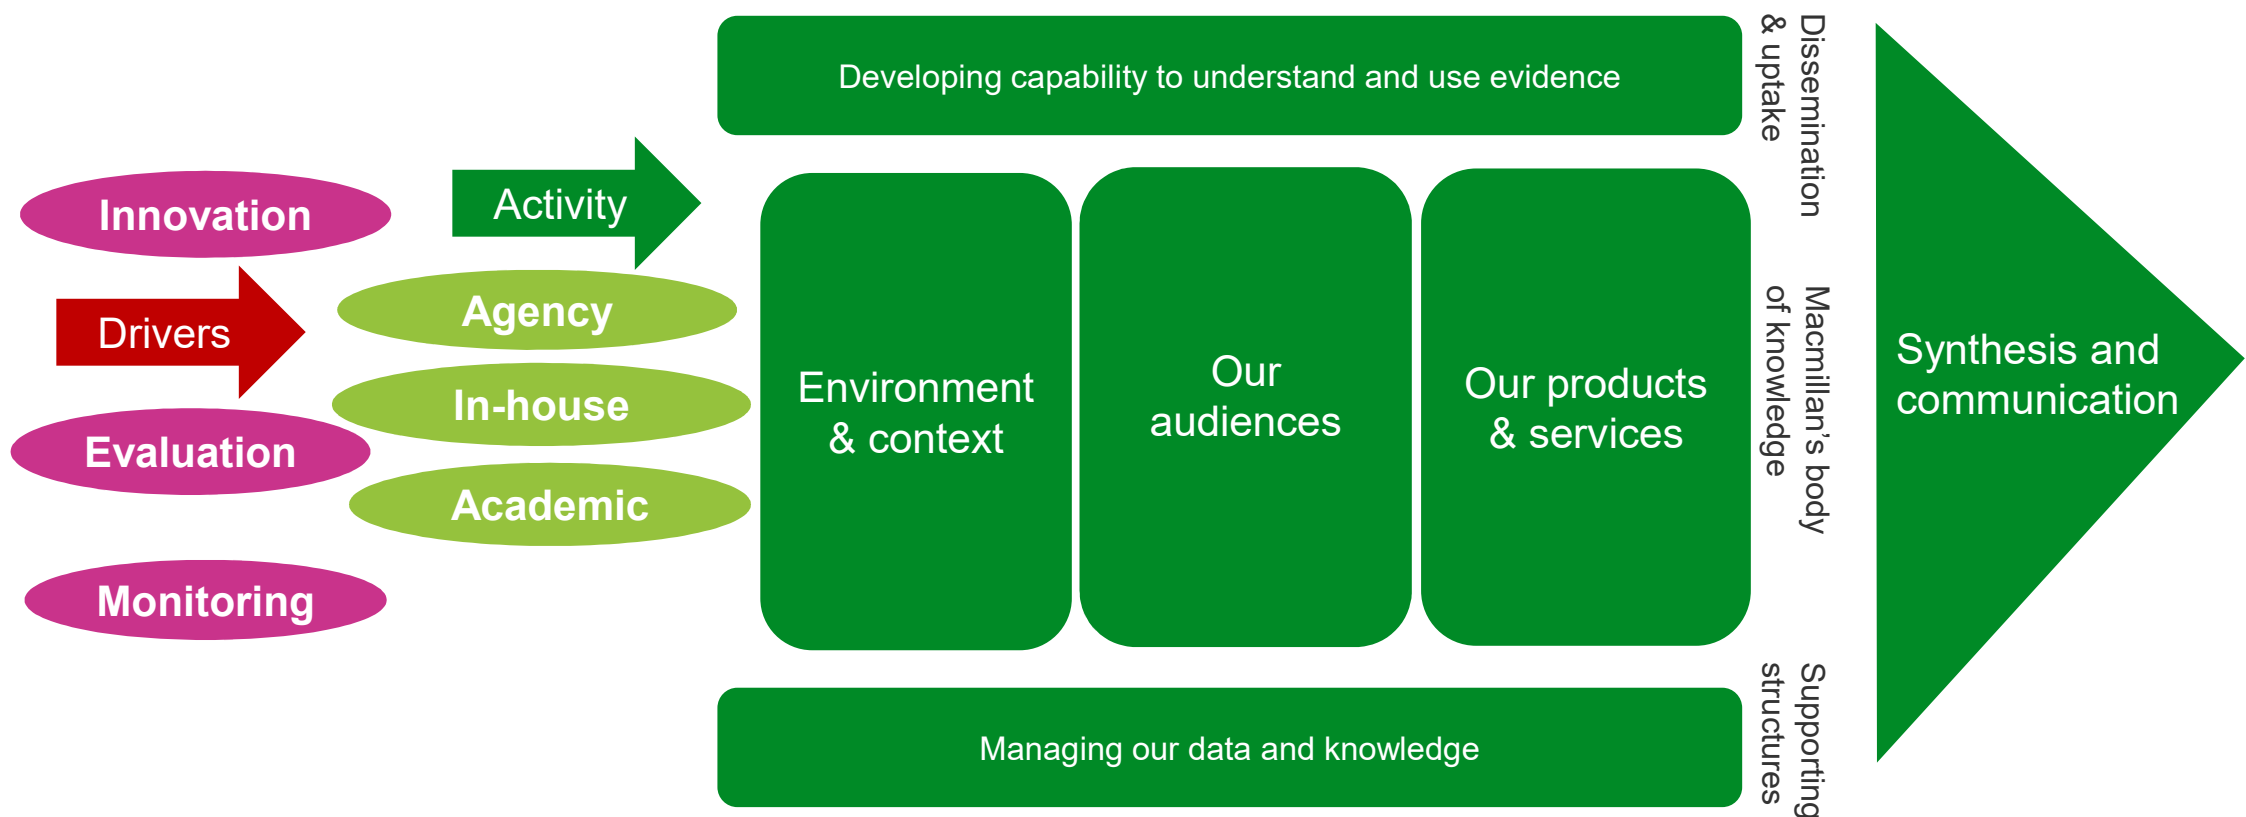 Developing capability to understand and use evidence
Dissemination
& uptake
Innovation
Activity
Drivers
Agency
In-house
Academic
Evaluation
Monitoring
Environment
& context
Our
audiences
Our products
& services
Macmillan’s body
of knowledge
Synthesis and
communication
Managing our data and knowledge
Supporting
structures